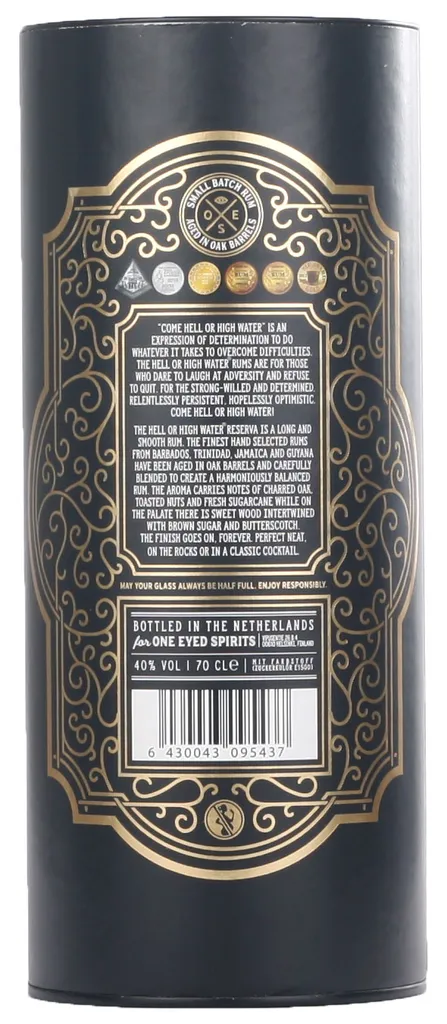 SMALL BATCH RUM
O E S
AGED IN OAK BARRELS
"COME HELL OR HIGH WATER" IS AN
EXPRESSION OF DETERMINATION TO DO
WHATEVER IT TAKES TO OVERCOME DIFFICULTIES.
THE HELL OR HIGH WATER® RUMS ARE FOR THOSE
WHO DARE TO LAUGH AT ADVERSITY AND REFUSE
TO QUIT. FOR THE STRONG-WILLED AND DETERMINED.
RELENTLESSLY PERSISTENT, HOPELESSLY OPTIMISTIC.
COME HELL OR HIGH WATER!
THE HELL OR HIGH WATER® RESERVA IS A LONG AND
SMOOTH RUM. THE FINEST HAND SELECTED RUMS
FROM BARBADOS, TRINIDAD, JAMAICA AND GUYANA
HAVE BEEN AGED IN OAK BARRELS AND CAREFULLY
BLENDED TO CREATE A HARMONIOUSLY BALANCED
RUM. THE AROMA CARRIES NOTES OF CHARRED OAK,
TOASTED NUTS AND FRESH SUGARCANE WHILE ON
THE PALATE THERE IS SWEET WOOD INTERTWINED
WITH BROWN SUGAR AND BUTTERSCOTCH.
THE FINISH GOES ON, FOREVER. PERFECT NEAT,
ON THE ROCKS OR IN A CLASSIC COCKTAIL.
MAY YOUR GLASS ALWAYS BE HALF FULL. ENJOY RESPONSIBLY.
BOTTLED IN THE NETHERLANDS
for ONE EYED SPIRITS
HELSINKI, FINLAND
40% VOL | 70 CL℮
MIT FARBSTOFF
(ZUCKERKULÖR E150D)
6 430043 095437